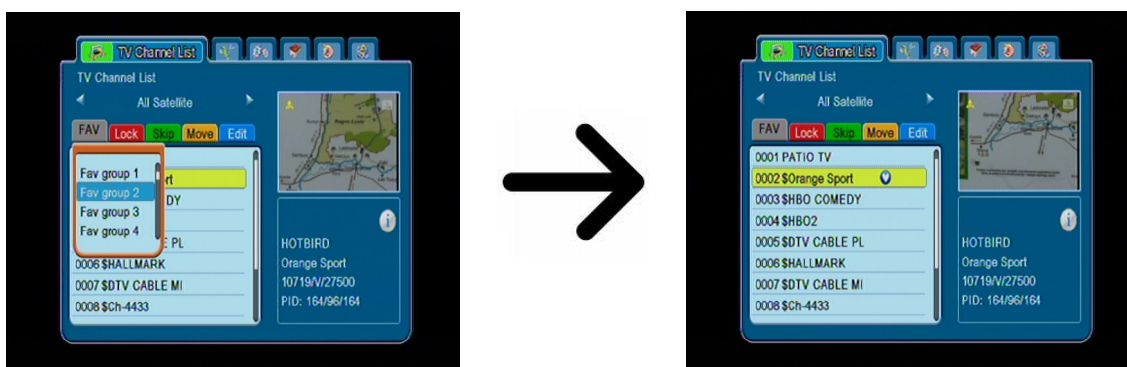 TV Channel List
TV Channel List
All Satellite
FAV Lock Skip Move Edit
Fav group 1
Fav group 2
Fav group 3
Fav group 4
rt
DY
E PL
0006 $HALLMARK
0007 $DTV CABLE MI
0008 $Ch-4433
HOTBIRD
Orange Sport
10719/V/27500
PID: 164/96/164
TV Channel List
TV Channel List
All Satellite
FAV Lock Skip Move Edit
0001 PATIO TV
0002 $Orange Sport
0003 $HBO COMEDY
0004 $HBO2
0005 $DTV CABLE PL
0006 $HALLMARK
0007 $DTV CABLE MI
0008 $Ch-4433
HOTBIRD
Orange Sport
10719/V/27500
PID: 164/96/164